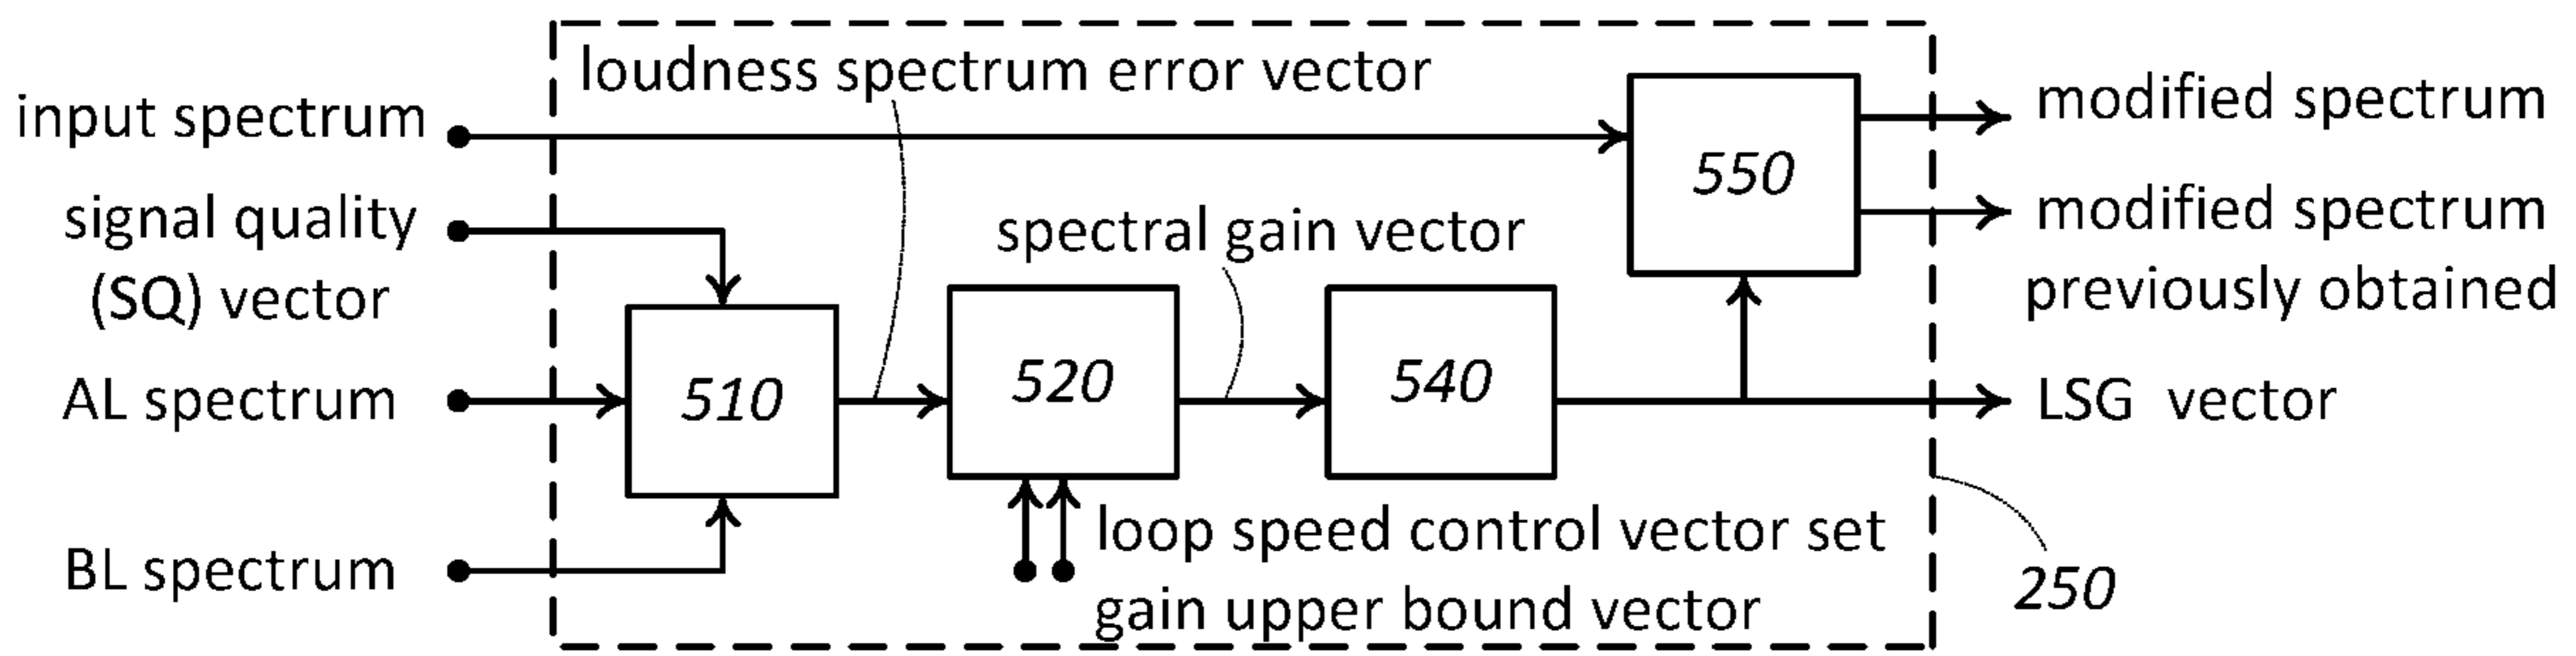 loudness spectrum error vector
input spectrum
modified spectrum
550
signal quality
(SQ) vector
spectral gain vector
modified spectrum
previously obtained
AL spectrum
510
520
540
LSG vector
BL spectrum
loop speed control vector set
gain upper bound vector
250